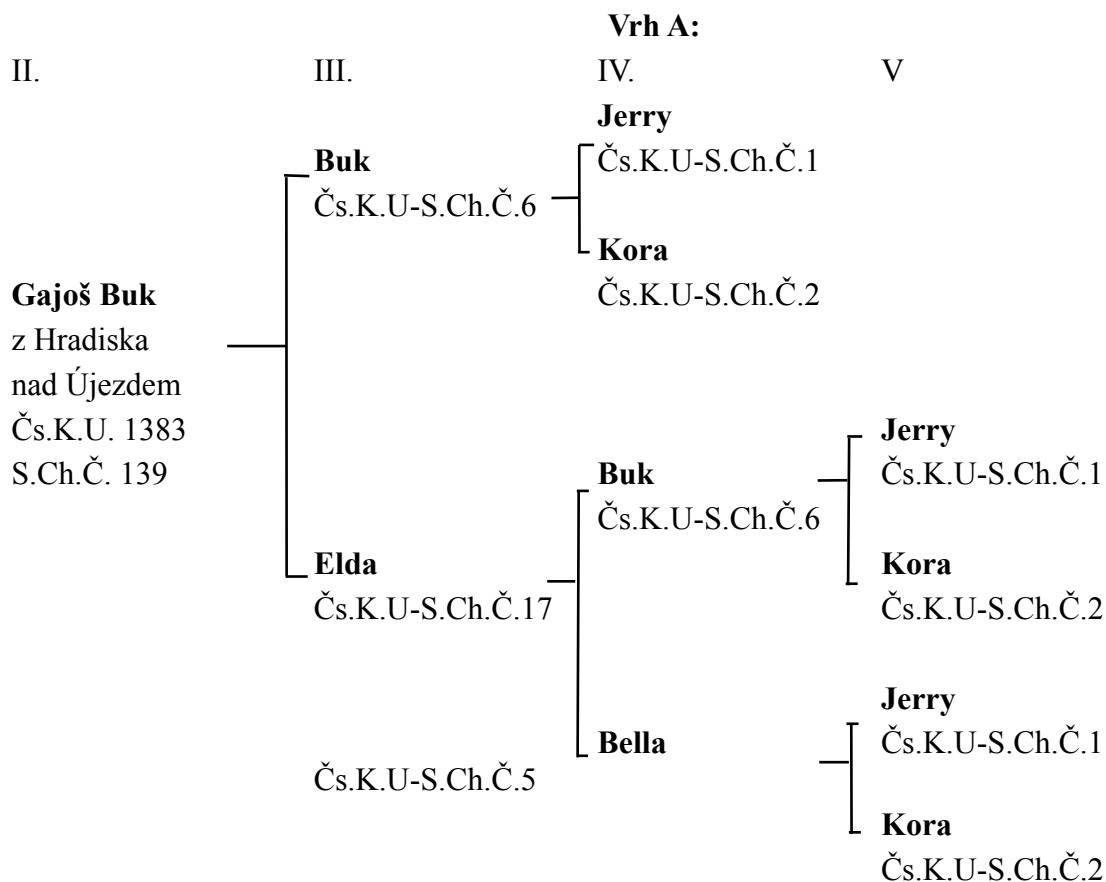 Vrh A:
II. III. IV. V
Jerry
Buk Čs.K.U-S.Ch.Č.1
Čs.K.U-S.Ch.Č.6
Kora
Gajoš Buk Čs.K.U-S.Ch.Č.2
z Hradiska
nad Újezdem
Čs.K.U. 1383 Jerry
S.Ch.Č. 139 Buk Čs.K.U-S.Ch.Č.1
Čs.K.U-S.Ch.Č.6
Elda Kora
Čs.K.U-S.Ch.Č.17 Čs.K.U-S.Ch.Č.2
Jerry
Bella Čs.K.U-S.Ch.Č.1
Čs.K.U-S.Ch.Č.5
Kora
Čs.K.U-S.Ch.Č.2